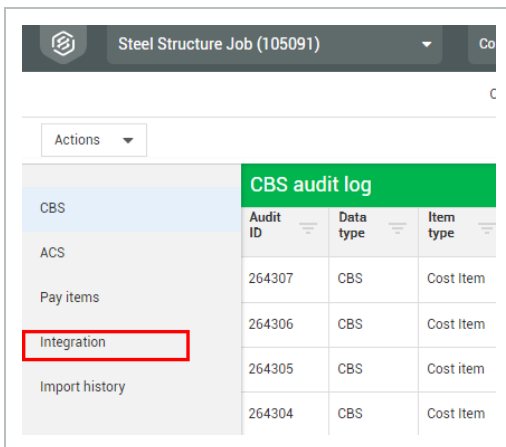 Steel Structure Job (105091)
Co
C
Actions
CBS
ACS
Pay items
Integration
Import history
CBS audit log
Audit ID Data type Item type
264307 CBS Cost Item
264306 CBS Cost Item
264305 CBS Cost item
264304 CBS Cost Item